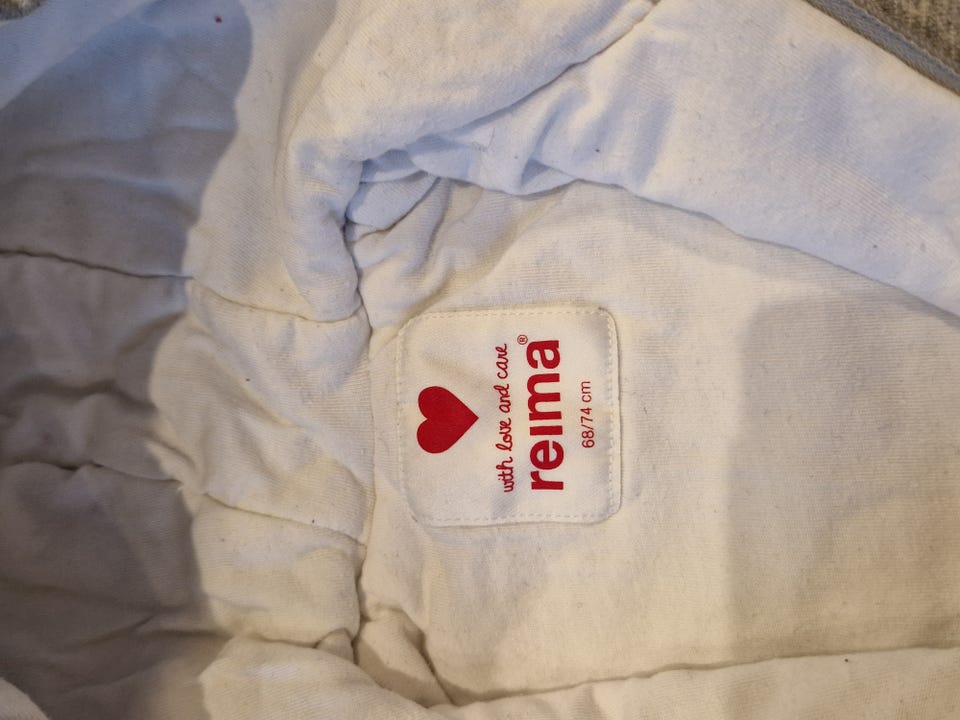 with love and care
reima®
68/74 cm